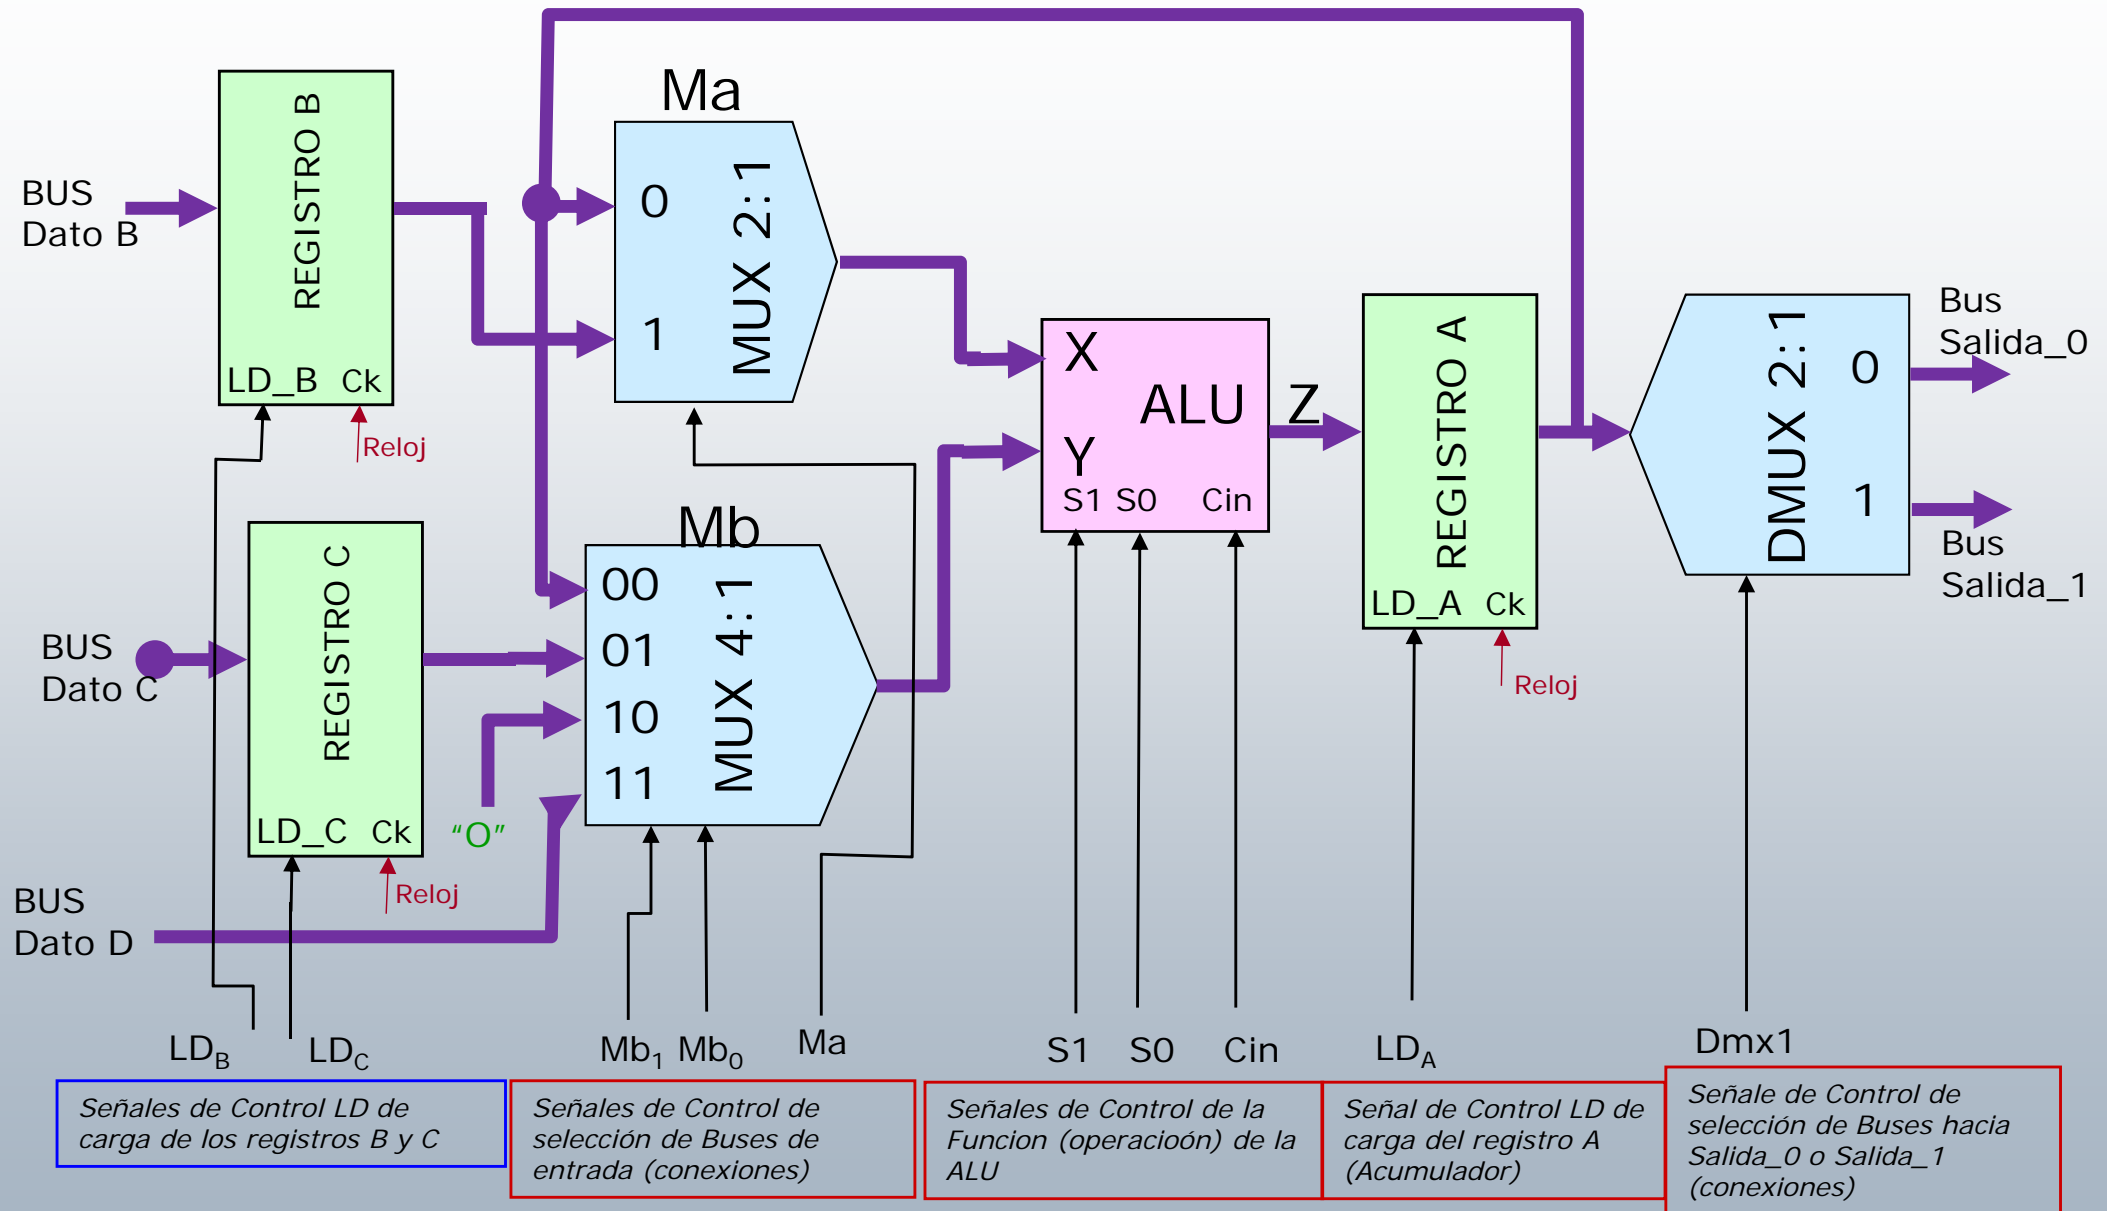 Ma
BUS
Dato B
REGISTRO B
LD_B Ck
Reloj
0
1
MUX 2:1
Bus
Salida_0
X
Y
ALU
S1 S0 Cin
Z
REGISTRO A
LD_A Ck
Reloj
DMUX 2:1
0
1
Bus
Salida_1
Mb
00
01
10
11
MUX 4:1
BUS
Dato C
REGISTRO C
LD_C Ck
Reloj
“O”
BUS
Dato D
LDB LDC Mb1 Mb0 Ma S1 S0 Cin LDA Dmx1
Señales de Control LD de
carga de los registros B y C
Señales de Control de
selección de Buses de
entrada (conexiones)
Señales de Control de la
Funcion (operacioón) de la
ALU
Señal de Control LD de
carga del registro A
(Acumulador)
Señale de Control de
selección de Buses hacia
Salida_0 o Salida_1
(conexiones)